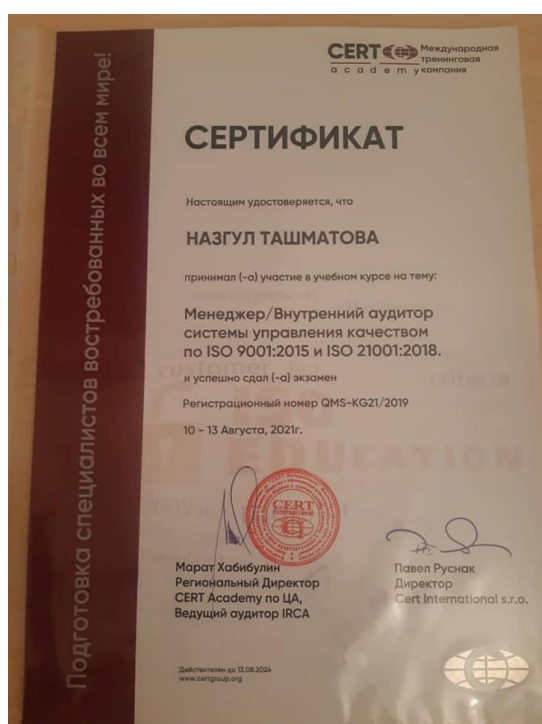 Подготовка специалистов востребованных во всем мире!
CERT
academy
Международная
тренинговая
компания
СЕРТИФИКАТ
Настоящим удостоверяется, что
НАЗГУЛ ТАШМАТОВА
принимал (-а) участие в учебном курсе на тему:
Менеджер/Внутренний аудитор
системы управления качеством
по ISO 9001:2015 и ISO 21001:2018.
и успешно сдал (-а) экзамен
Регистрационный номер QMS-KG21/2019
10 - 13 Августа, 2021г.
CERT
International
Марат Хабибулин
Региональный Директор
CERT Academy по ЦА,
Ведущий аудитор IRCA
Павел Руснак
Директор
Cert International s.r.o.
Действителен до 13.08.2024
www.certgroup.org